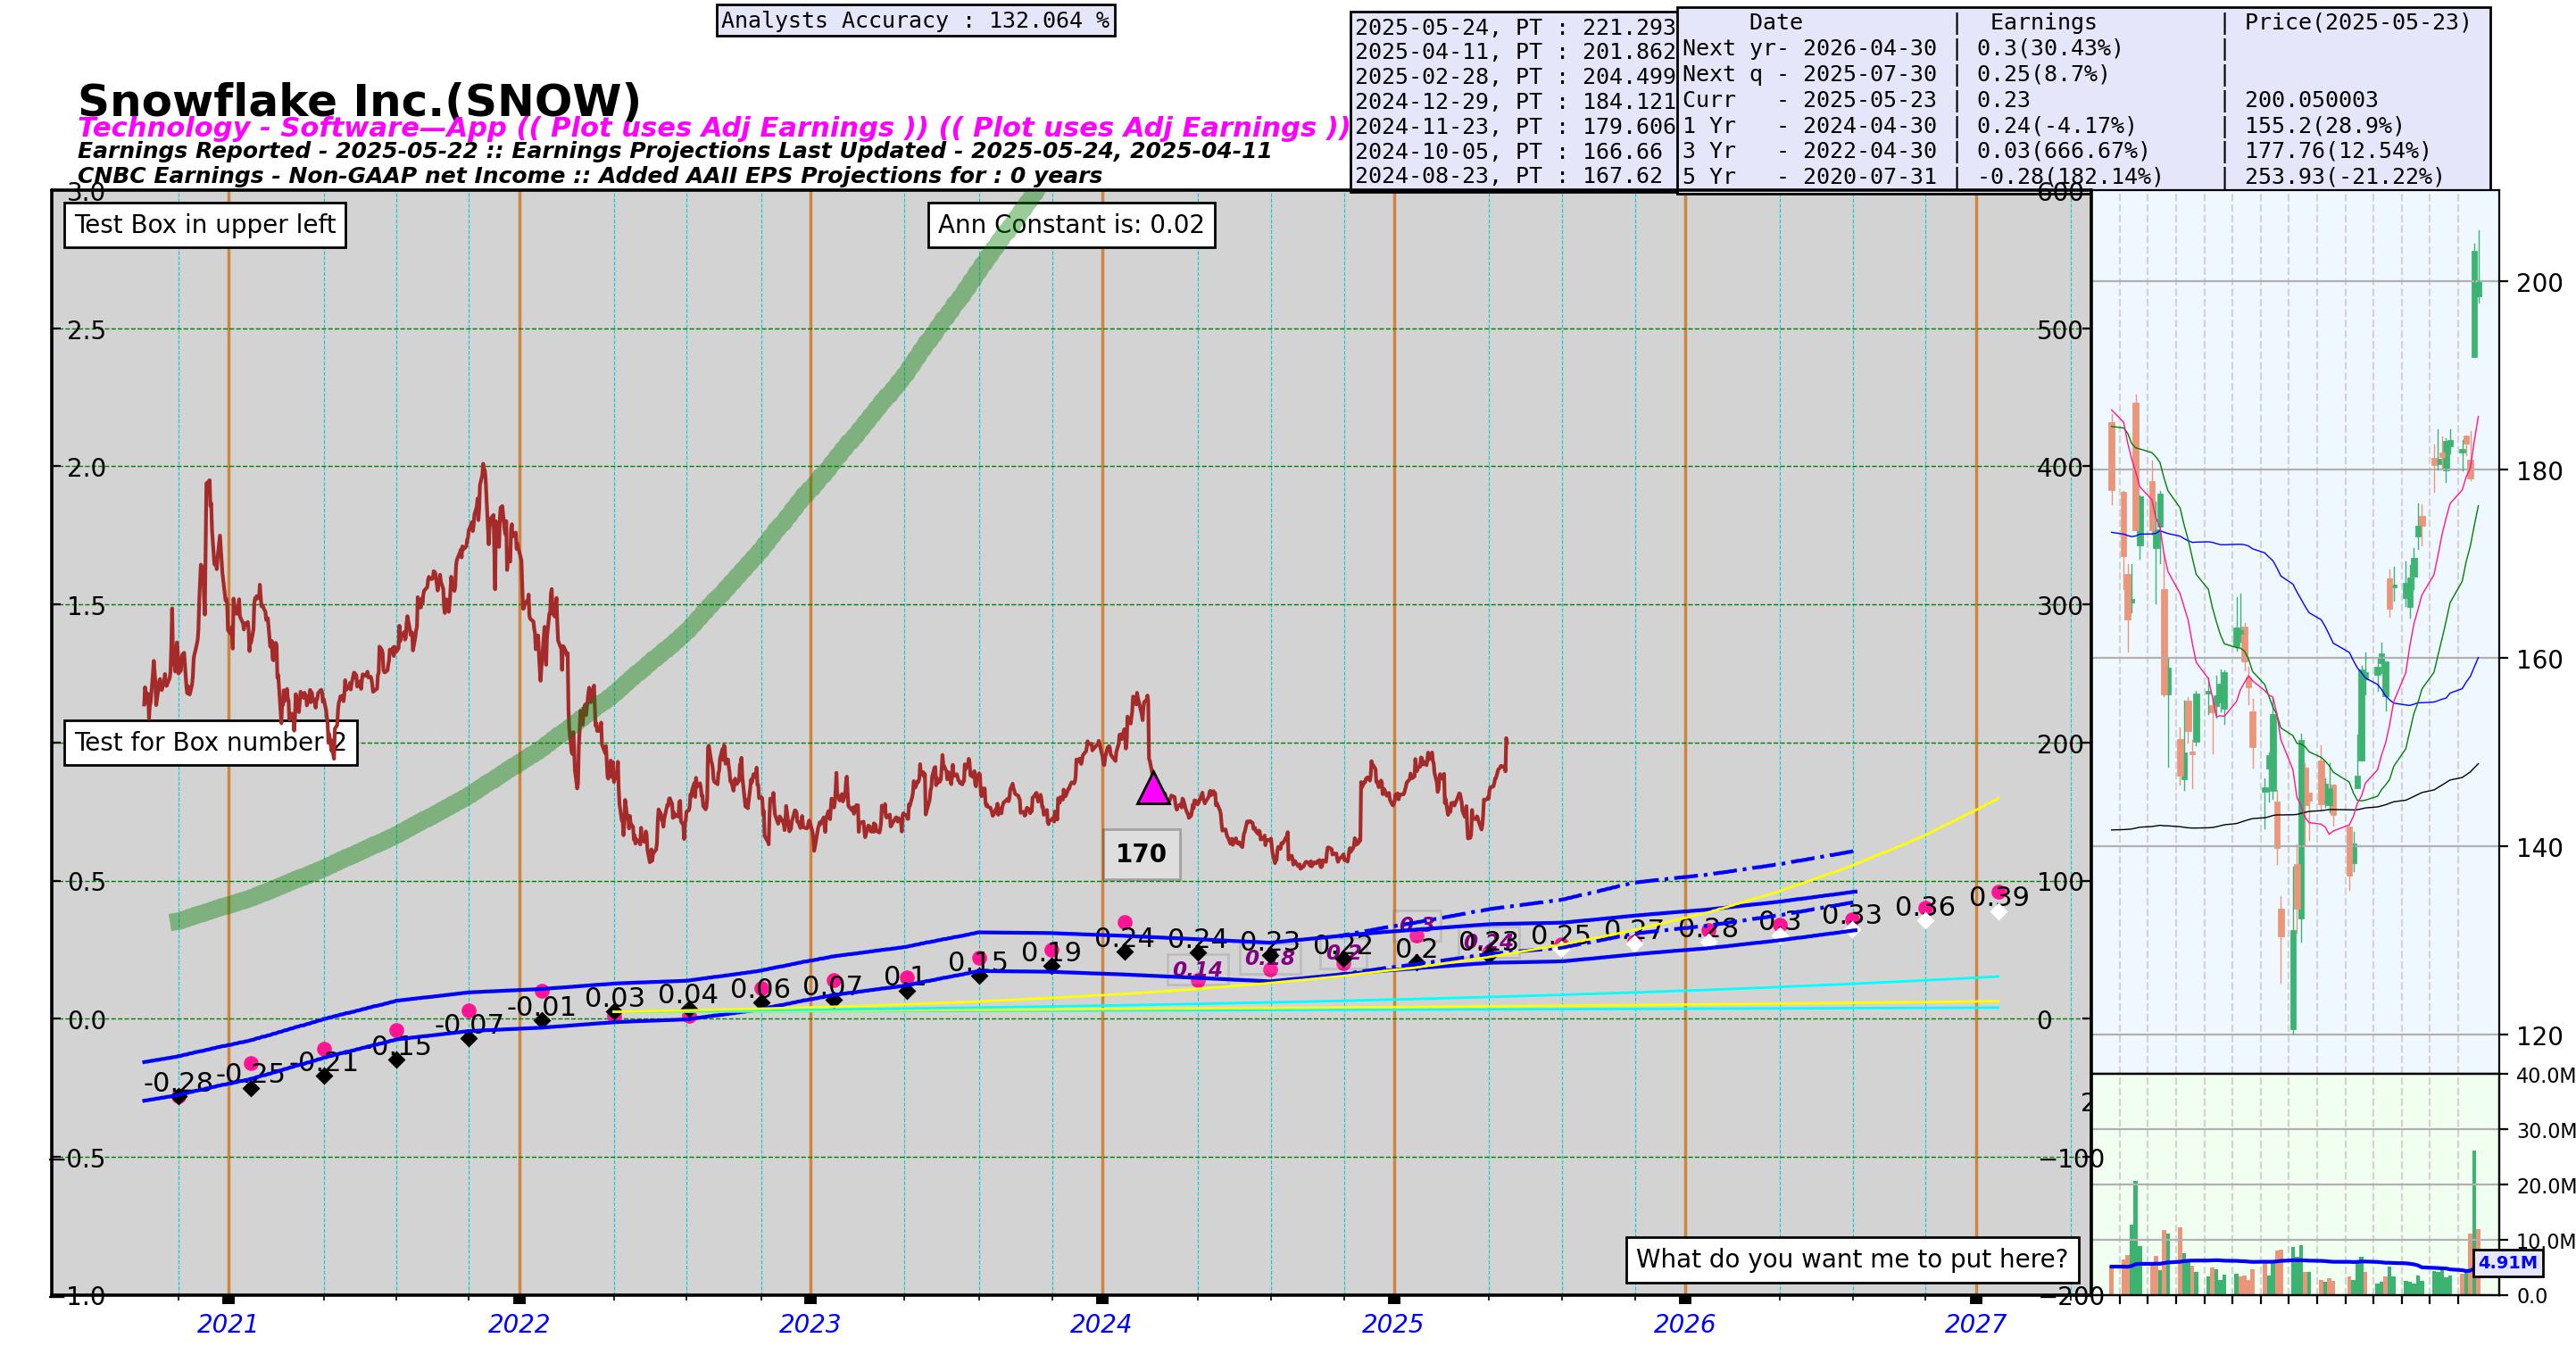 Analysts Accuracy : 132.064 %
2025-05-24, PT : 221.293
2025-04-11, PT : 201.862
2025-02-28, PT : 204.499
2024-12-29, PT : 184.121
2024-11-23, PT : 179.606
2024-10-05, PT : 166.66
2024-08-23, PT : 167.62
Date | Earnings | Price(2025-05-23)
Next yr- 2026-04-30 | 0.3(30.43%) |
Next q - 2025-07-30 | 0.25(8.7%) |
Curr - 2025-05-23 | 0.23 | 200.050003
1 Yr - 2024-04-30 | 0.24(-4.17%) | 155.2(28.9%)
3 Yr - 2022-04-30 | 0.03(666.67%) | 177.76(12.54%)
5 Yr - 2020-07-31 | -0.28(182.14%) | 253.93(-21.22%)
Snowflake Inc.(SNOW)
Technology - Software—App (( Plot uses Adj Earnings )) (( Plot uses Adj Earnings ))
Earnings Reported - 2025-05-22 :: Earnings Projections Last Updated - 2025-05-24, 2025-04-11
CNBC Earnings - Non-GAAP net Income :: Added AAII EPS Projections for : 0 years
3.0
2.5
2.0
1.5
0.5
0.0
−0.5
−1.0
Test Box in upper left
Ann Constant is: 0.02
Test for Box number 2
170
-0.28 -0.25 -0.21 -0.15 -0.07 -0.01 0.03 0.04 0.06 0.07 0.1 0.15 0.19 0.24 0.24 0.23 0.22 0.2 0.23 0.25 0.27 0.28 0.3 0.33 0.36 0.39
0.14 0.18 0.2 0.3 0.24
What do you want me to put here?
600
500
400
300
200
100
0
−100
−200
2
2021 2022 2023 2024 2025 2026 2027
200
180
160
140
120
40.0M
30.0M
20.0M
10.0M
4.91M
0.0